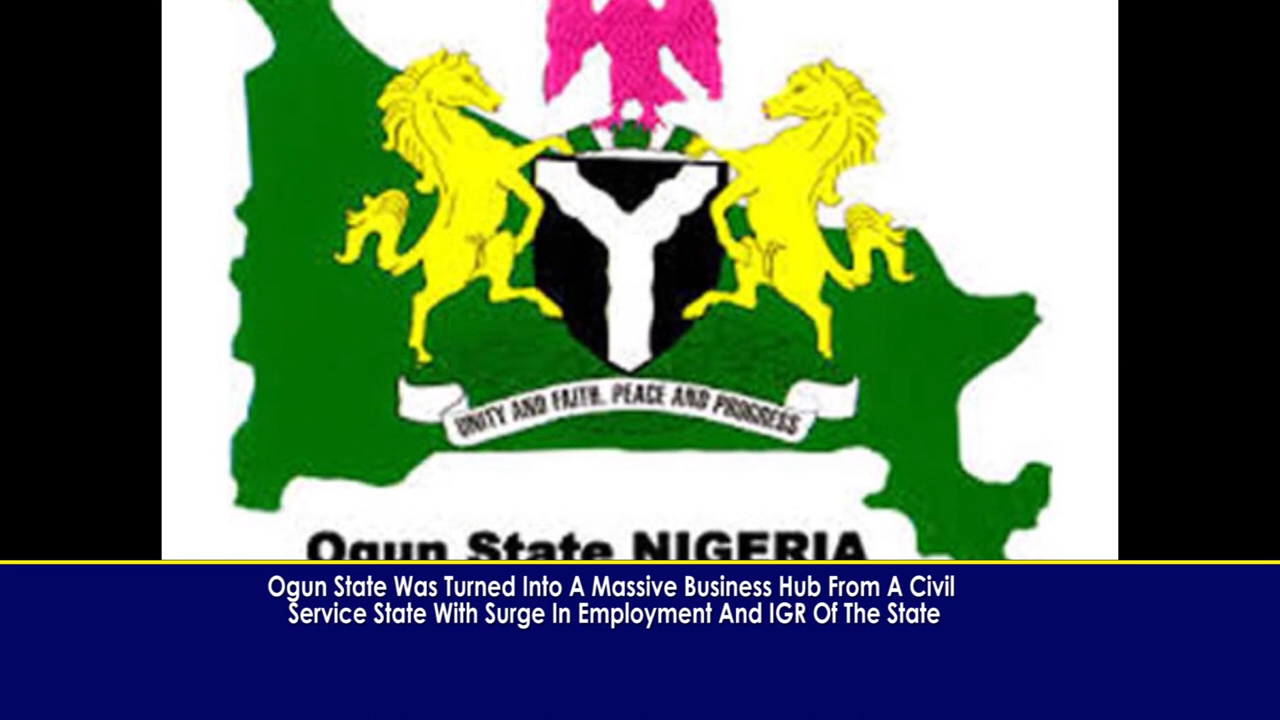 UNITY AND FAITH, PEACE AND PROGRESS
Ogun State NIGERIA
Ogun State Was Turned Into A Massive Business Hub From A Civil
Service State With Surge In Employment And IGR Of The State